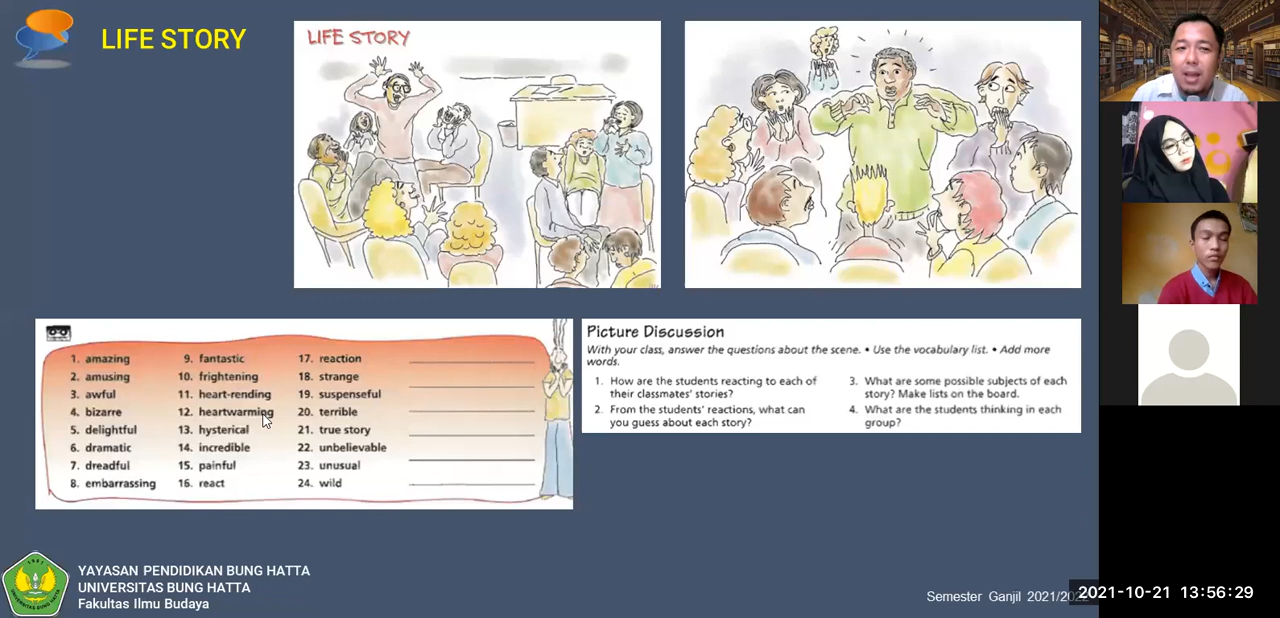 LIFE STORY
LIFE STORY
1. amazing
2. amusing
3. awful
4. bizarre
5. delightful
6. dramatic
7. dreadful
8. embarrassing
9. fantastic
10. frightening
11. heart-rending
12. heartwarming
13. hysterical
14. incredible
15. painful
16. react
17. reaction
18. strange
19. suspenseful
20. terrible
21. true story
22. unbelievable
23. unusual
24. wild
Picture Discussion
With your class, answer the questions about the scene. • Use the vocabulary list. • Add more
words.
1. How are the students reacting to each of
their classmates' stories?
2. From the students' reactions, what can
you guess about each story?
3. What are some possible subjects of each
story? Make lists on the board.
4. What are the students thinking in each
group?
YAYASAN PENDIDIKAN BUNG HATTA
UNIVERSITAS BUNG HATTA
Fakultas Ilmu Budaya
Semester Ganjil 2021/
2021-10-21 13:56:29